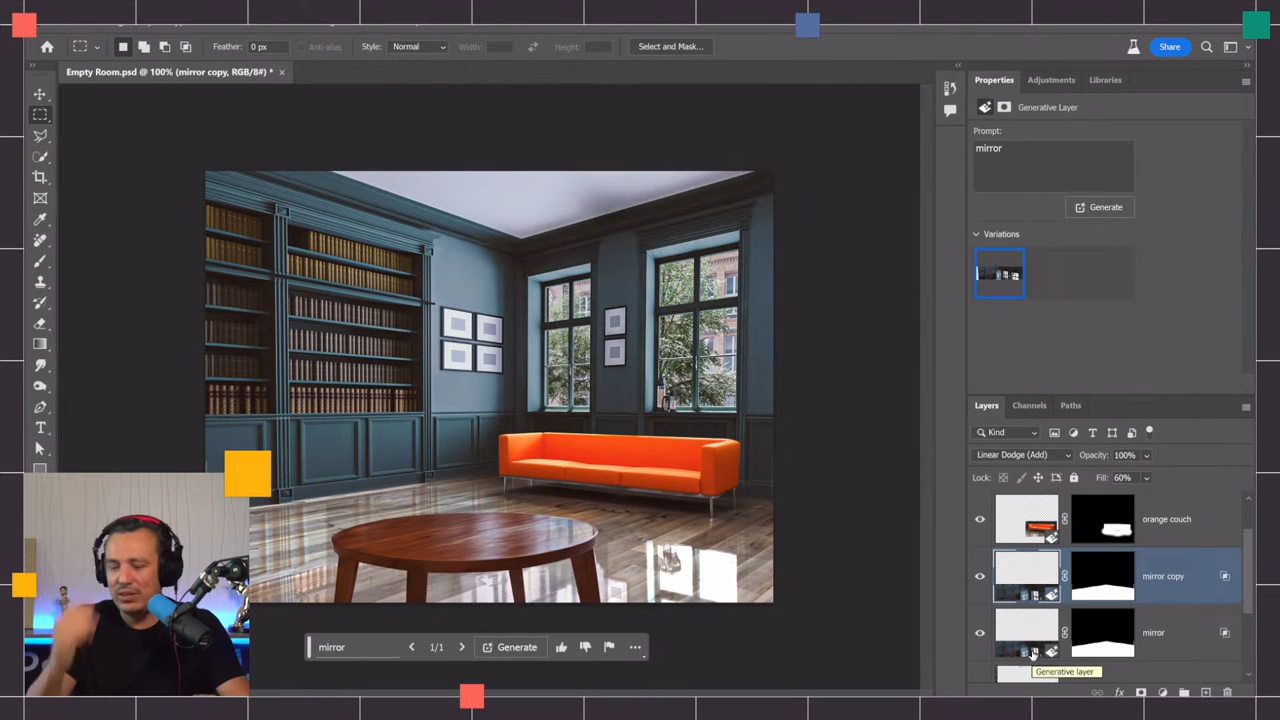 Feather: 0 px
Anti-alias
Style: Normal
Width:
Height:
Select and Mask...
Share
Empty Room.psd @ 100% (mirror copy, RGB/8#) *
Properties
Adjustments
Libraries
Generative Layer
Prompt:
mirror
Generate
Variations
Layers
Channels
Paths
Kind
Linear Dodge (Add)
Opacity: 100%
Lock:
Fill: 60%
orange couch
mirror copy
mirror
Generative layer
mirror
1/1
Generate
...